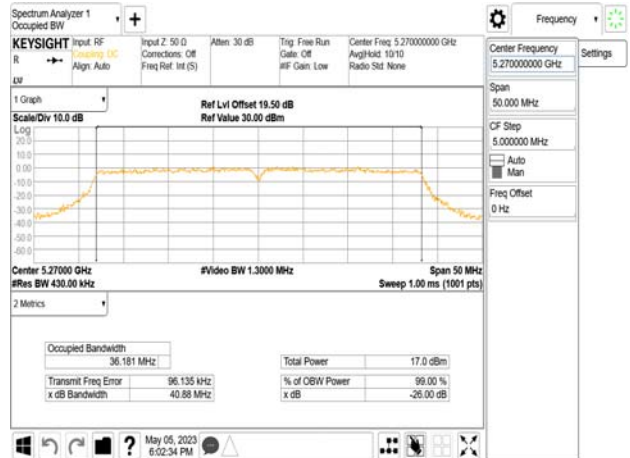 Spectrum Analyzer 1
Occupied BW
Frequency
KEYSIGHT
Input: RF
Coupling: DC
Align: Auto
Input Z: 50 Ω
Corrections: Off
Freq Ref: Int (S)
Atten: 30 dB
Trig: Free Run
Gate: Off
#IF Gain: Low
Center Freq: 5.270000000 GHz
Avg|Hold: 10/10
Radio Std: None
R
LVI
Center Frequency
5.270000000 GHz
Settings
Span
50.000 MHz
CF Step
5.000000 MHz
Auto
Man
Freq Offset
0 Hz
1 Graph
Scale/Div 10.0 dB
Ref Lvl Offset 19.50 dB
Ref Value 30.00 dBm
Log
20.0
10.0
0.00
-10.0
-20.0
-30.0
-40.0
-50.0
-60.0
Center 5.27000 GHz
#Res BW 430.00 kHz
#Video BW 1.3000 MHz
Span 50 MHz
Sweep 1.00 ms (1001 pts)
2 Metrics
Occupied Bandwidth
36.181 MHz
Total Power 17.0 dBm
Transmit Freq Error 96.135 kHz
% of OBW Power 99.00 %
x dB Bandwidth 40.88 MHz
x dB -26.00 dB
May 05, 2023
6:02:34 PM